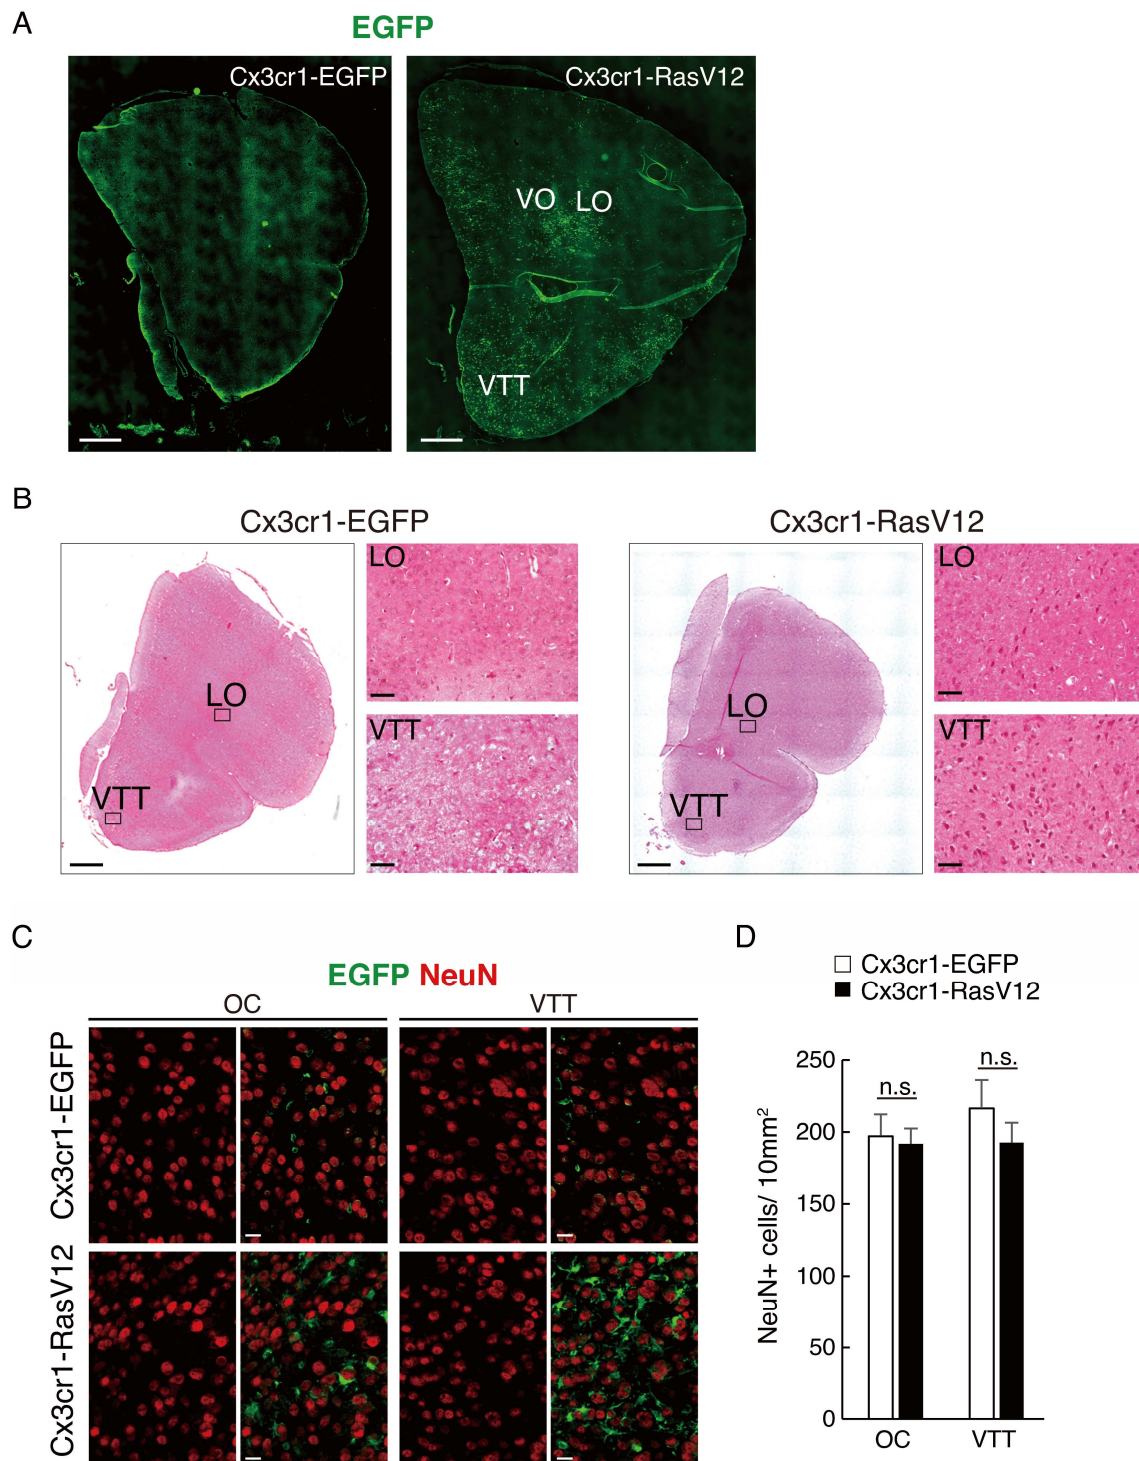 A
EGFP
Cx3cr1-EGFP
Cx3cr1-RasV12
VO LO
VTT
B
Cx3cr1-EGFP
Cx3cr1-RasV12
LO
LO
VTT
VTT
LO
LO
VTT
VTT
C
EGFP NeuN
OC
VTT
Cx3cr1-EGFP
Cx3cr1-RasV12
D
Cx3cr1-EGFP
Cx3cr1-RasV12
NeuN+ cells/ 10mm²
250
200
150
100
50
0
n.s.
n.s.
OC
VTT